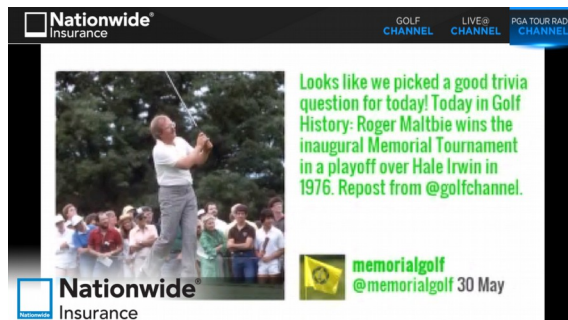 Nationwide®
Insurance
GOLF
CHANNEL
LIVE@
CHANNEL
PGA TOUR RAD
CHANNEL
Looks like we picked a good trivia
question for today! Today in Golf
History: Roger Maltbie wins the
inaugural Memorial Tournament
in a playoff over Hale Irwin in
1976. Repost from @golfchannel.
memorialgolf
@memorialgolf 30 May
Nationwide
Nationwide®
Insurance